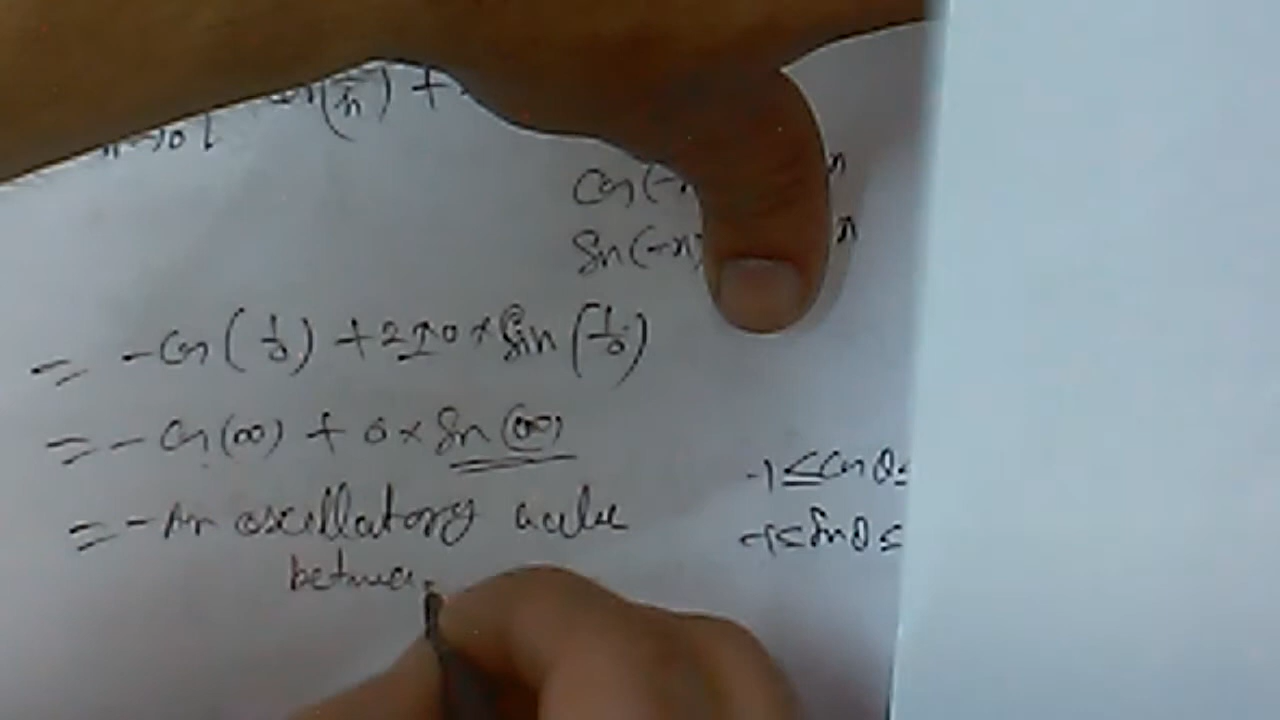 Cos(-x
x
Sin(-x)
x
= -Cos(1/0) + 2×0×Sin(1/0)
= -Cos(∞) + 0×Sin(∞)
-1≤Cosθ≤
= -An oscillatory value
-1≤Sinθ≤
between